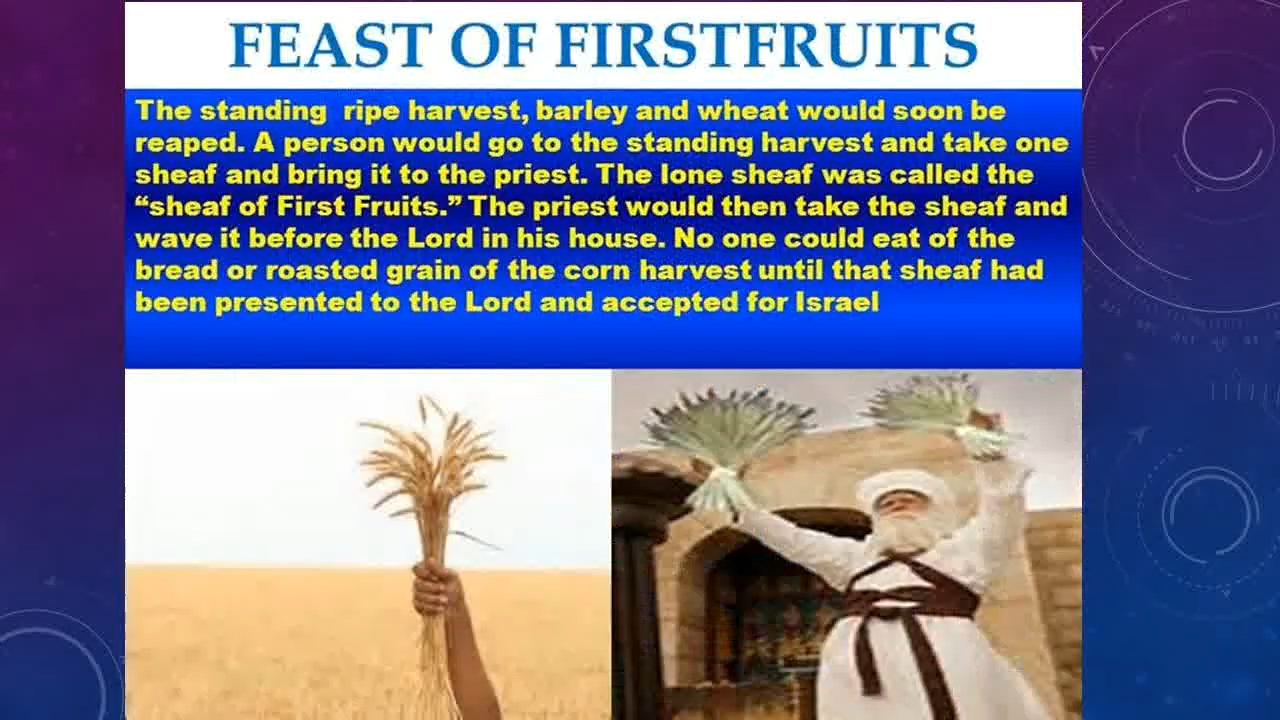 FEAST OF FIRSTFRUITS
The standing  ripe harvest, barley and wheat would soon be
reaped. A person would go to the standing harvest and take one
sheaf and bring it to the priest. The lone sheaf was called the
“sheaf of First Fruits.” The priest would then take the sheaf and
wave it before the Lord in his house. No one could eat of the
bread or roasted grain of the corn harvest until that sheaf had
been presented to the Lord and accepted for Israel